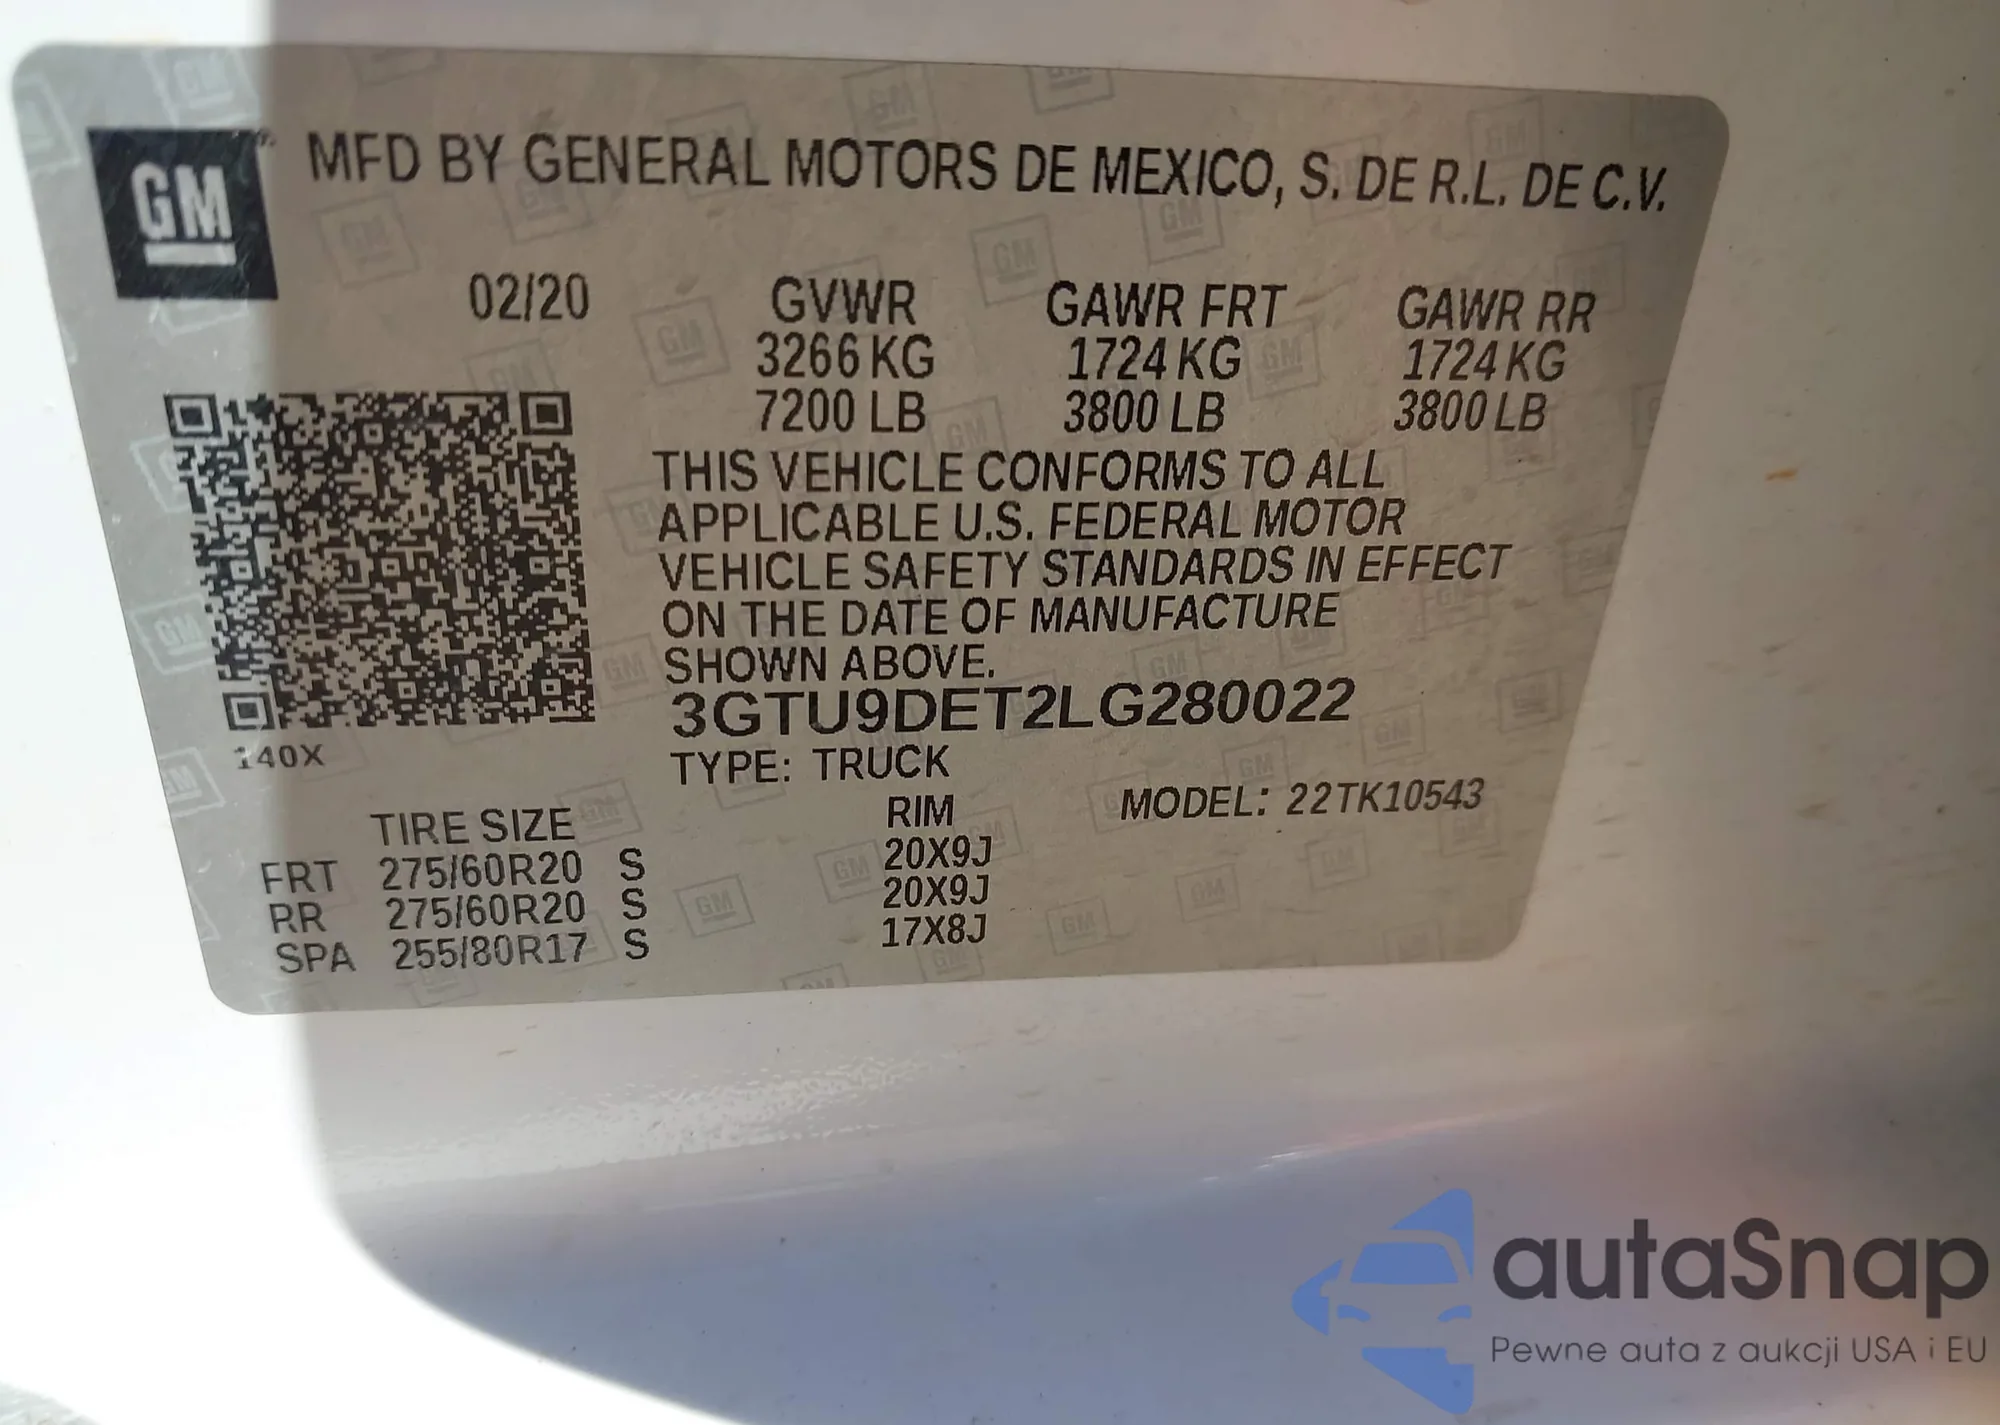 GM
MFD BY GENERAL MOTORS DE MEXICO, S. DE R.L. DE C.V.
02/20 GVWR GAWR FRT GAWR RR
3266 KG 1724 KG 1724 KG
7200 LB 3800 LB 3800 LB
THIS VEHICLE CONFORMS TO ALL
APPLICABLE U.S. FEDERAL MOTOR
VEHICLE SAFETY STANDARDS IN EFFECT
ON THE DATE OF MANUFACTURE
SHOWN ABOVE.
3GTU9DET2LG280022
140X
TYPE: TRUCK
MODEL: 22TK10543
TIRE SIZE RIM
FRT 275/60R20 S 20X9J
RR 275/60R20 S 20X9J
SPA 255/80R17 S 17X8J
autaSnap
Pewne auta z aukcji USA i EU